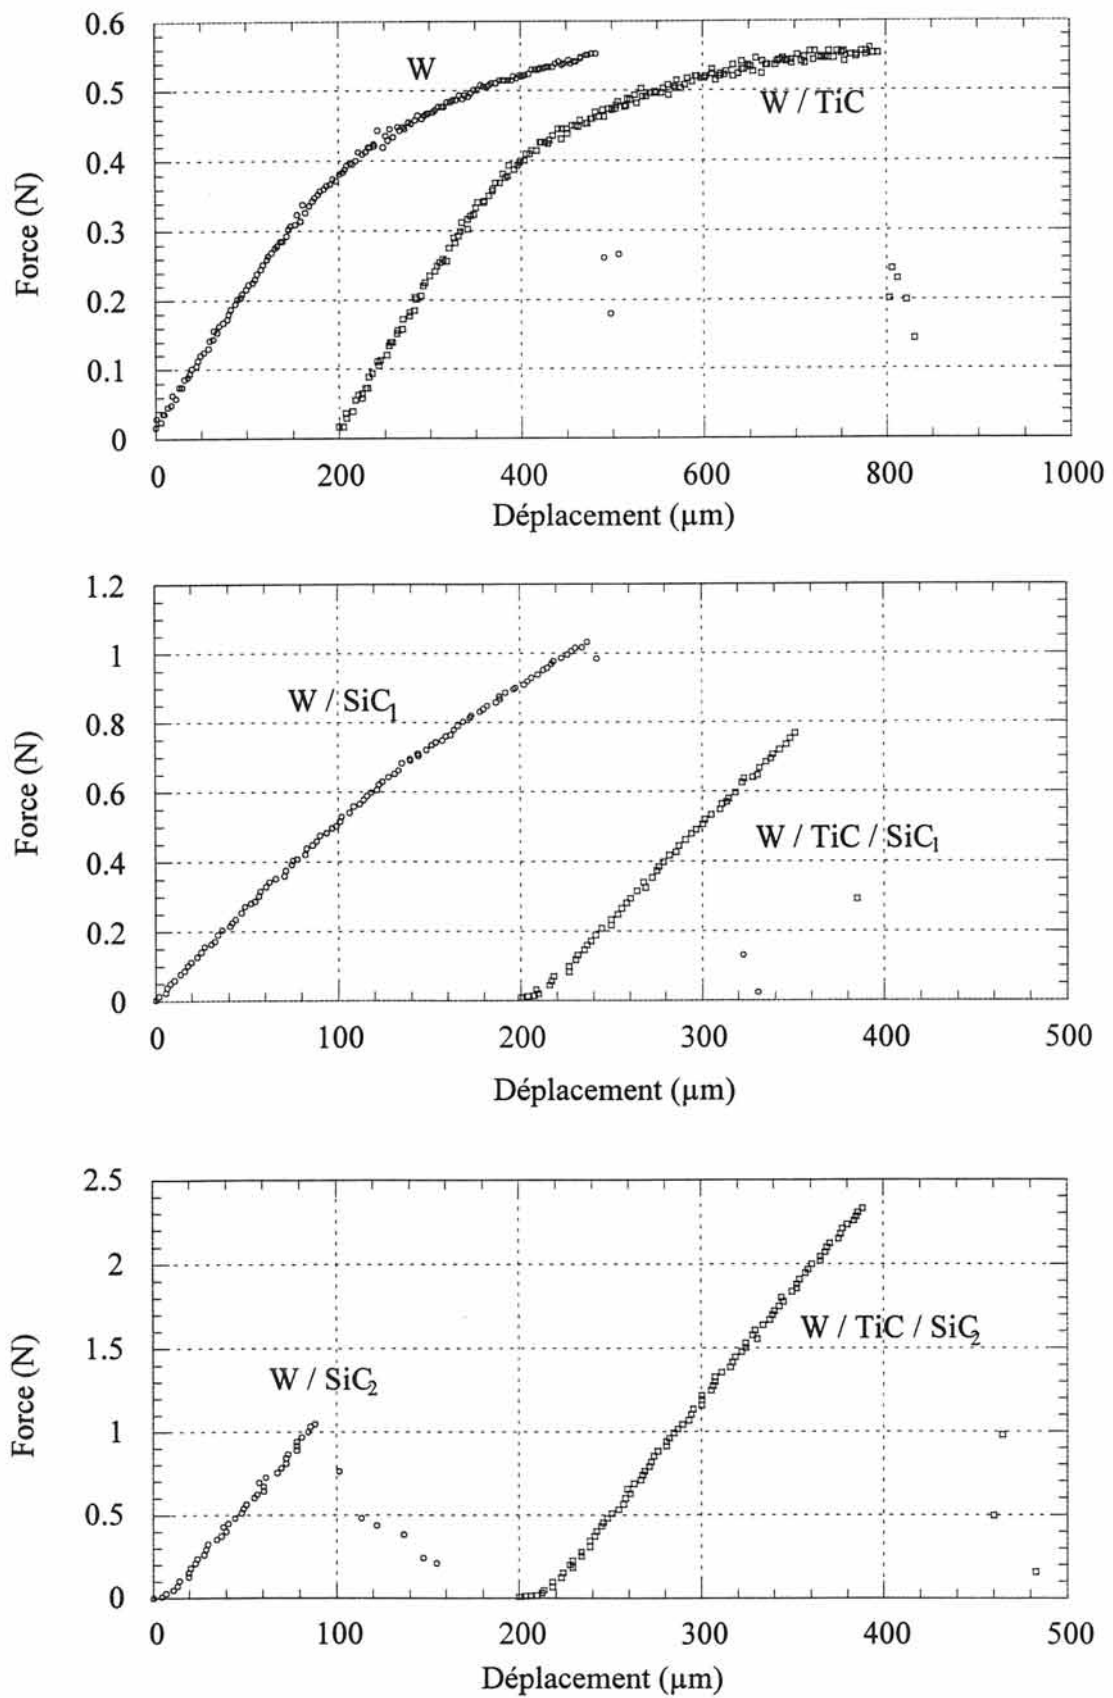 0.6
0.5
0.4
0.3
0.2
0.1
0
Force (N)
W
W / TiC
0 200 400 600 800 1000
Déplacement (µm)
1.2
1
0.8
0.6
0.4
0.2
0
Force (N)
W / SiC1
W / TiC / SiC1
0 100 200 300 400 500
Déplacement (µm)
2.5
2
1.5
1
0.5
0
Force (N)
W / TiC / SiC2
W / SiC2
0 100 200 300 400 500
Déplacement (µm)